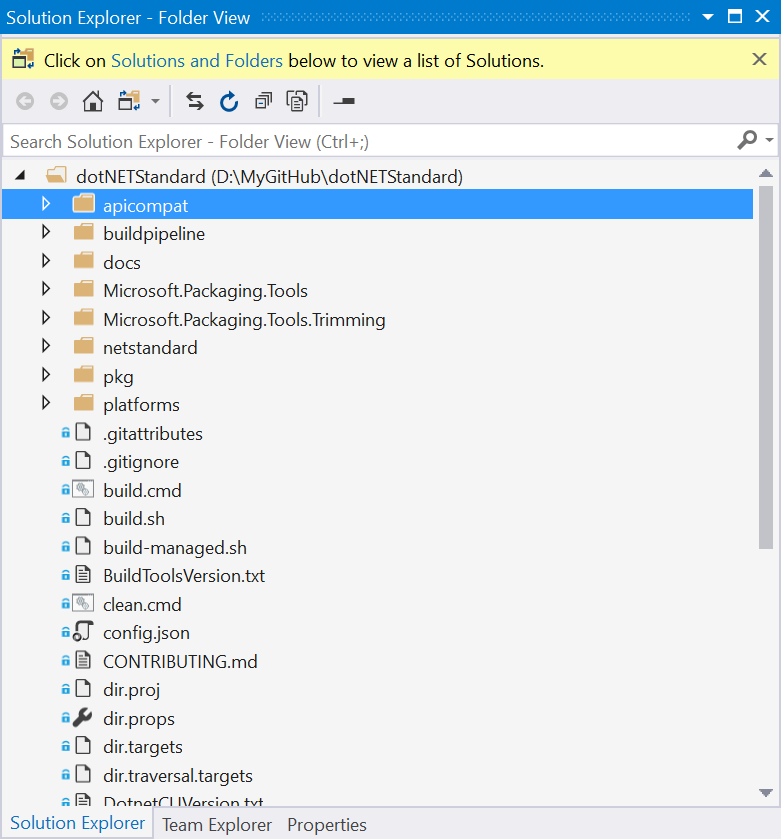 Solution Explorer - Folder View
Click on Solutions and Folders below to view a list of Solutions.
Search Solution Explorer - Folder View (Ctrl+;)
dotNETStandard (D:\MyGitHub\dotNETStandard)
apicompat
buildpipeline
docs
Microsoft.Packaging.Tools
Microsoft.Packaging.Tools.Trimming
netstandard
pkg
platforms
.gitattributes
.gitignore
build.cmd
build.sh
build-managed.sh
BuildToolsVersion.txt
clean.cmd
config.json
CONTRIBUTING.md
dir.proj
dir.props
dir.targets
dir.traversal.targets
DotnetCLIVersion.txt
Solution Explorer Team Explorer Properties